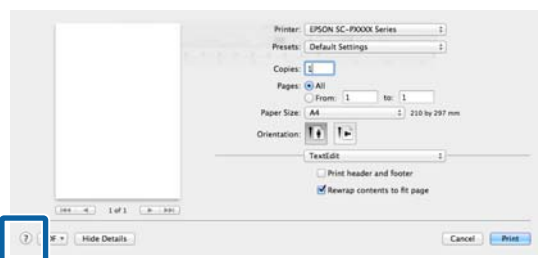 Printer: EPSON SC-PXXXX Series
Presets: Default Settings
Copies: 1
Pages: All
From: 1 to: 1
Paper Size: A4 210 by 297 mm
Orientation:
TextEdit
Print header and footer
Rewrap contents to fit page
1 of 1
? DF Hide Details Cancel Print